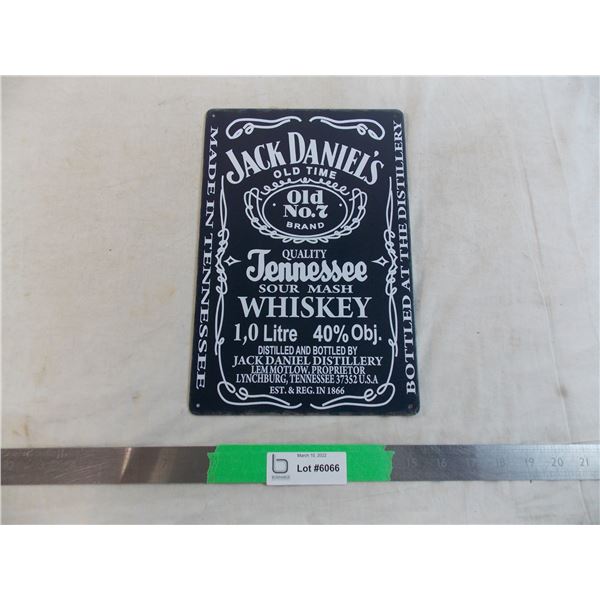 JACK DANIEL'S
OLD TIME
Old
No.7
BRAND
QUALITY
Tennessee
SOUR MASH
WHISKEY
1,0 Litre 40% Obj.
DISTILLED AND BOTTLED BY
JACK DANIEL DISTILLERY
LEM MOTLOW, PROPRIETOR
LYNCHBURG, TENNESSEE 37352 U.S.A
EST. & REG. IN 1866
MADE IN TENNESSEE
BOTTLED AT THE DISTILLERY
March 10, 2022
Lot #6066
15 16 18 19 20 21